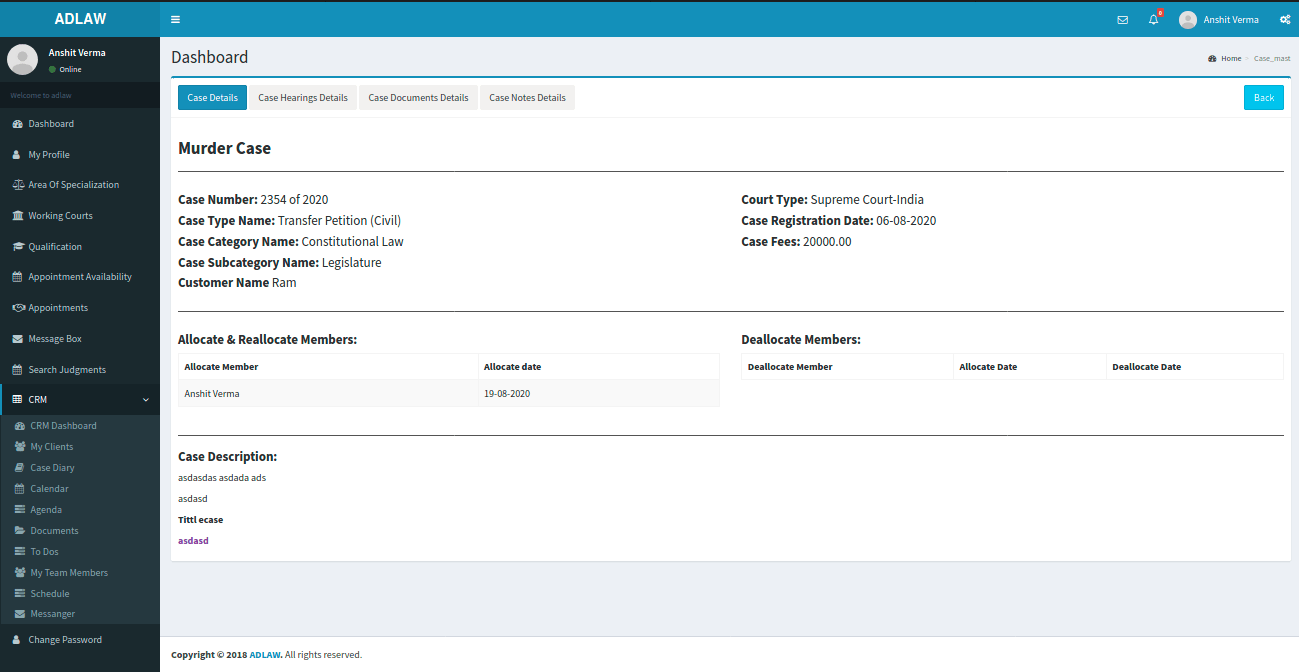 ADLAW
0
Anshit Verma
Anshit Verma
Online
Welcome to adlaw
Dashboard
My Profile
Area Of Specialization
Working Courts
Qualification
Appointment Availability
Appointments
Message Box
Search Judgments
CRM
CRM Dashboard
My Clients
Case Diary
Calendar
Agenda
Documents
To Dos
My Team Members
Schedule
Messanger
Change Password
Dashboard
Home > Case_mast
Case Details Case Hearings Details Case Documents Details Case Notes Details Back
Murder Case
Case Number: 2354 of 2020
Case Type Name: Transfer Petition (Civil)
Case Category Name: Constitutional Law
Case Subcategory Name: Legislature
Customer Name Ram
Court Type: Supreme Court-India
Case Registration Date: 06-08-2020
Case Fees: 20000.00
Allocate & Reallocate Members:
Allocate Member Allocate date
Anshit Verma 19-08-2020
Deallocate Members:
Deallocate Member Allocate Date Deallocate Date
Case Description:
asdasdas asdada ads
asdasd
Tittl ecase
asdasd
Copyright © 2018 ADLAW. All rights reserved.